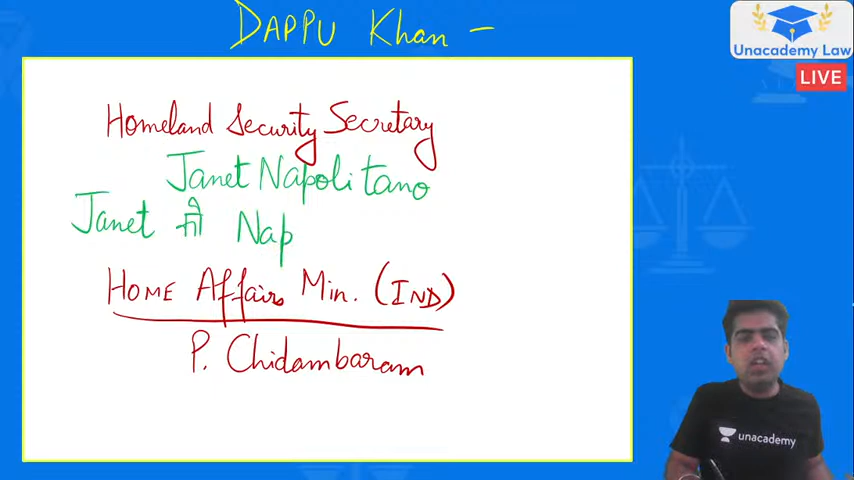 DAPPU Khan -
Unacademy Law
LIVE
Homeland Security Secretary
Janet Napolitano
Janet ने Nap
HOME Affairs Min. (IND)
P. Chidambaram
unacademy